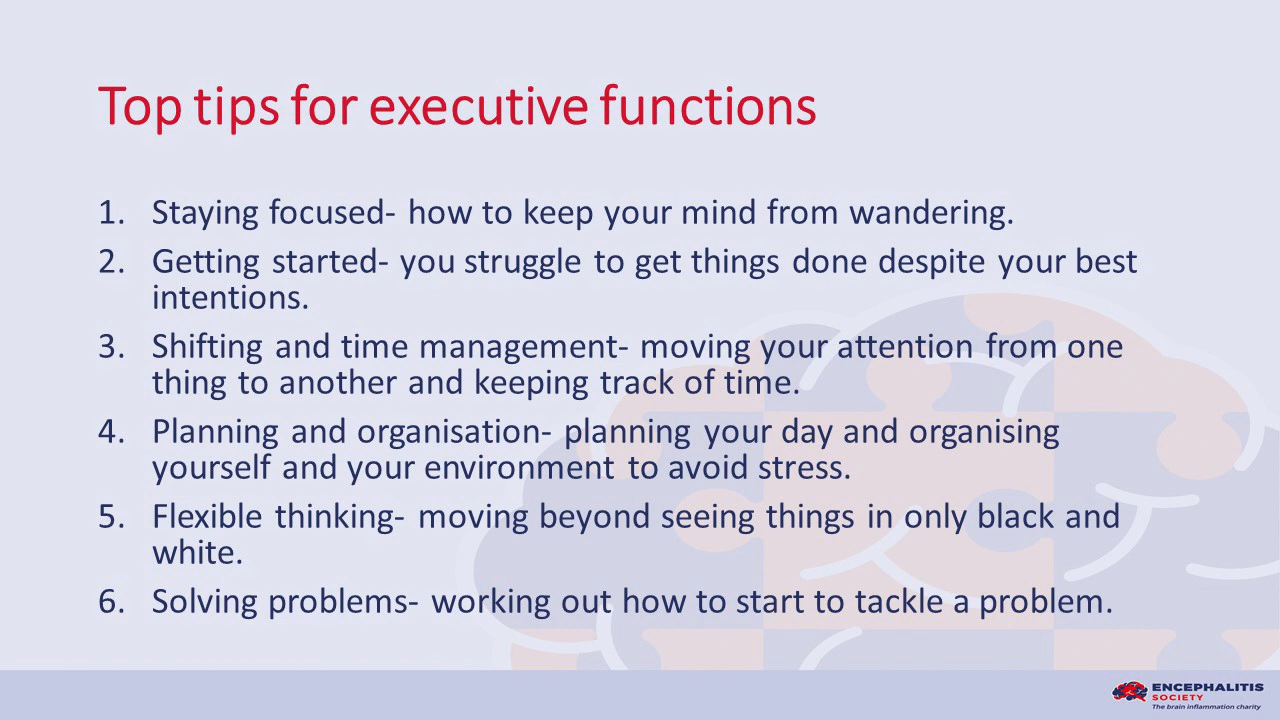 Top tips for executive functions
1. Staying focused- how to keep your mind from wandering.
2. Getting started- you struggle to get things done despite your best
intentions.
3. Shifting and time management- moving your attention from one
thing to another and keeping track of time.
4. Planning and organisation- planning your day and organising
yourself and your environment to avoid stress.
5. Flexible thinking- moving beyond seeing things in only black and
white.
6. Solving problems- working out how to start to tackle a problem.
ENCEPHALITIS
SOCIETY
The brain inflammation charity